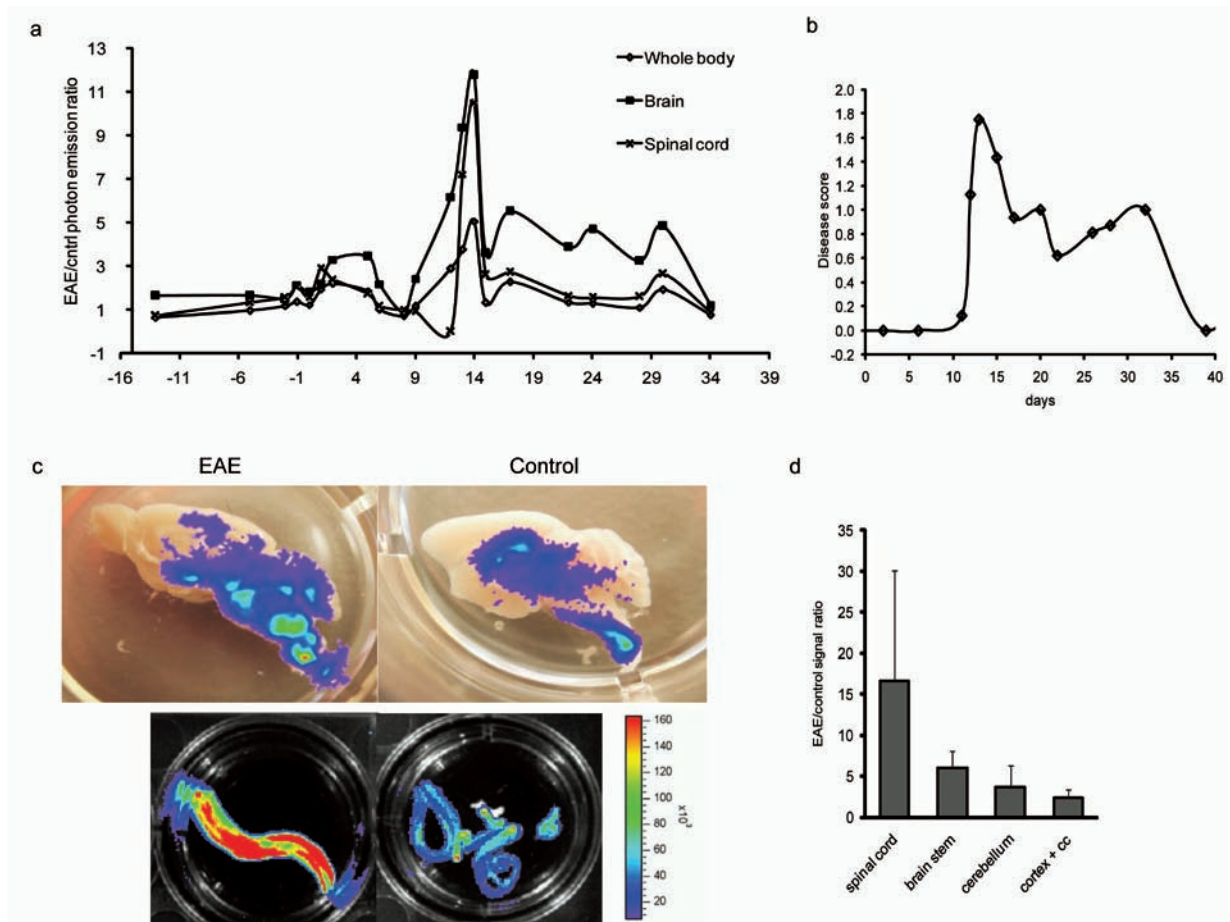 a
13
11
9
7
5
3
1
-1
-16 -11 -6 -1 4 9 14 19 24 29 34 39
EAE/cntrl photon emission ratio
Whole body
Brain
Spinal cord
b
2.0
1.8
1.6
1.4
1.2
1.0
0.8
0.6
0.4
0.2
0.0
-0.2
0 5 10 15 20 25 30 35 40
Disease score
days
c
EAE Control
160
140
120
100
80
60
40
20
x10³
d
35
30
25
20
15
10
5
0
EAE/control signal ratio
spinal cord
brain stem
cerebellum
cortex + cc